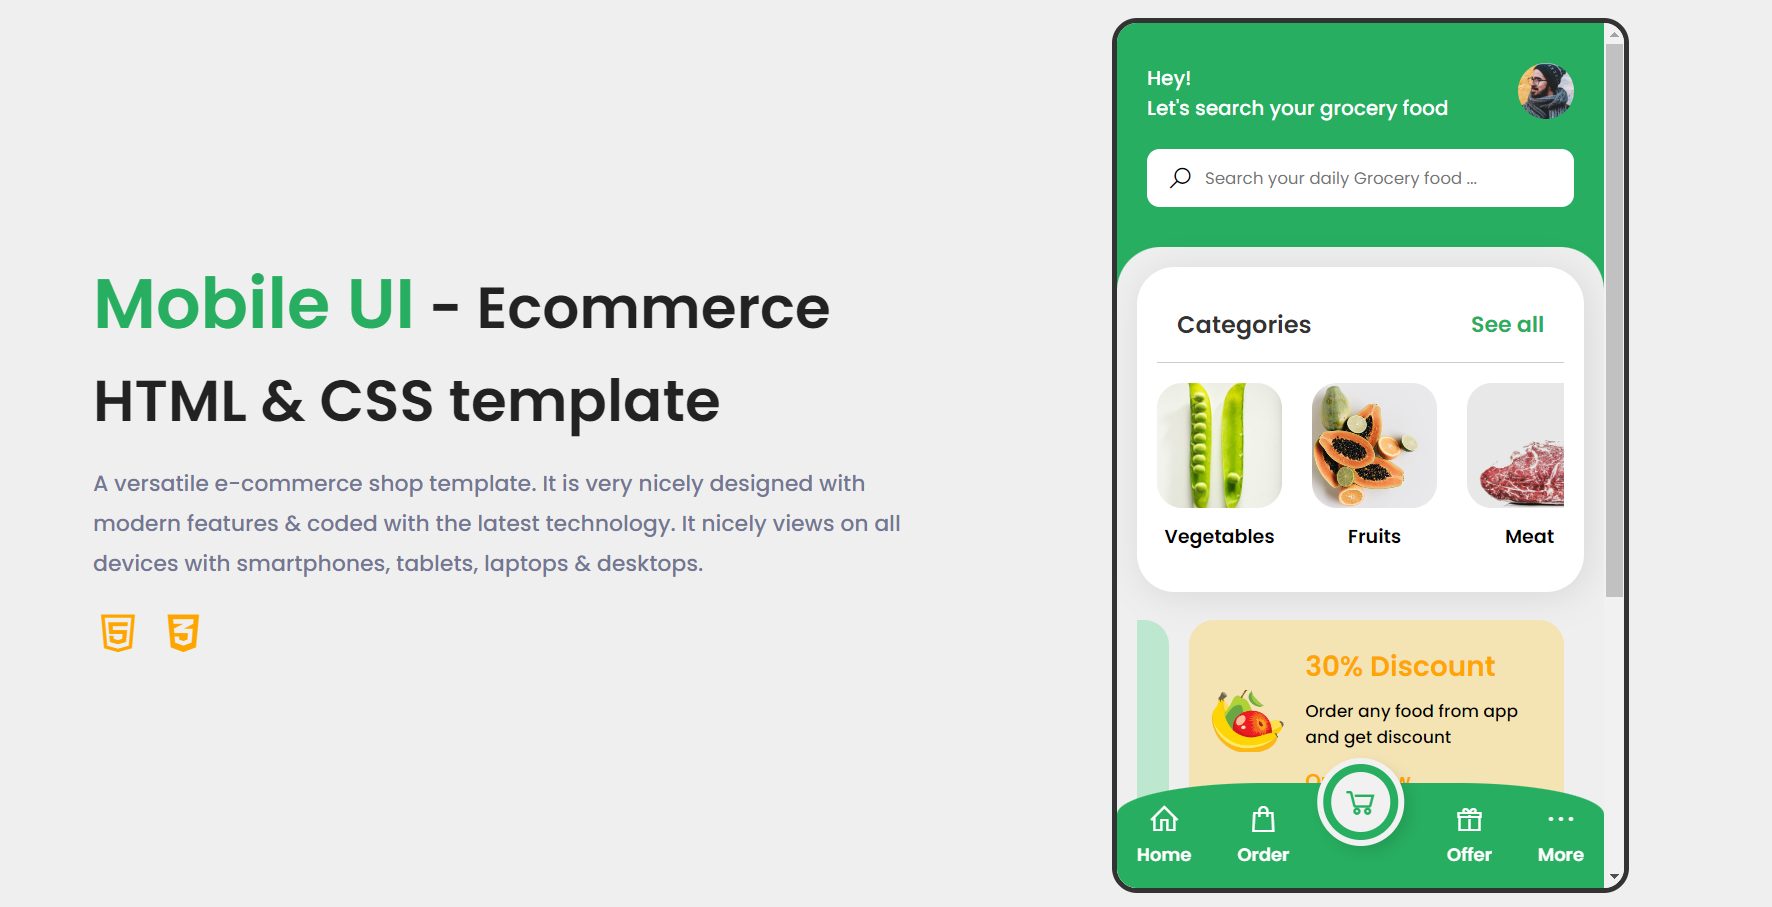 Mobile UI - Ecommerce
HTML & CSS template
A versatile e-commerce shop template. It is very nicely designed with
modern features & coded with the latest technology. It nicely views on all
devices with smartphones, tablets, laptops & desktops.
Hey!
Let's search your grocery food
Search your daily Grocery food ...
Categories
See all
Vegetables
Fruits
Meat
30% Discount
Order any food from app
and get discount
Home
Order
Offer
More